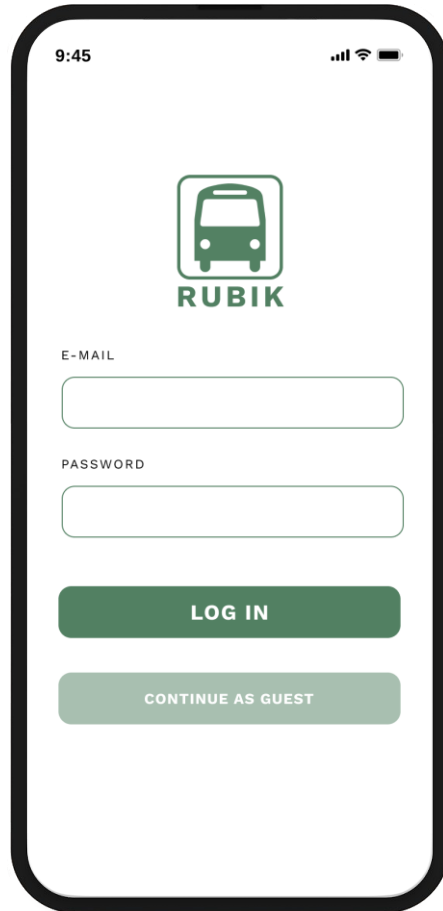 9:45
RUBIK
E-MAIL
PASSWORD
LOG IN
CONTINUE AS GUEST